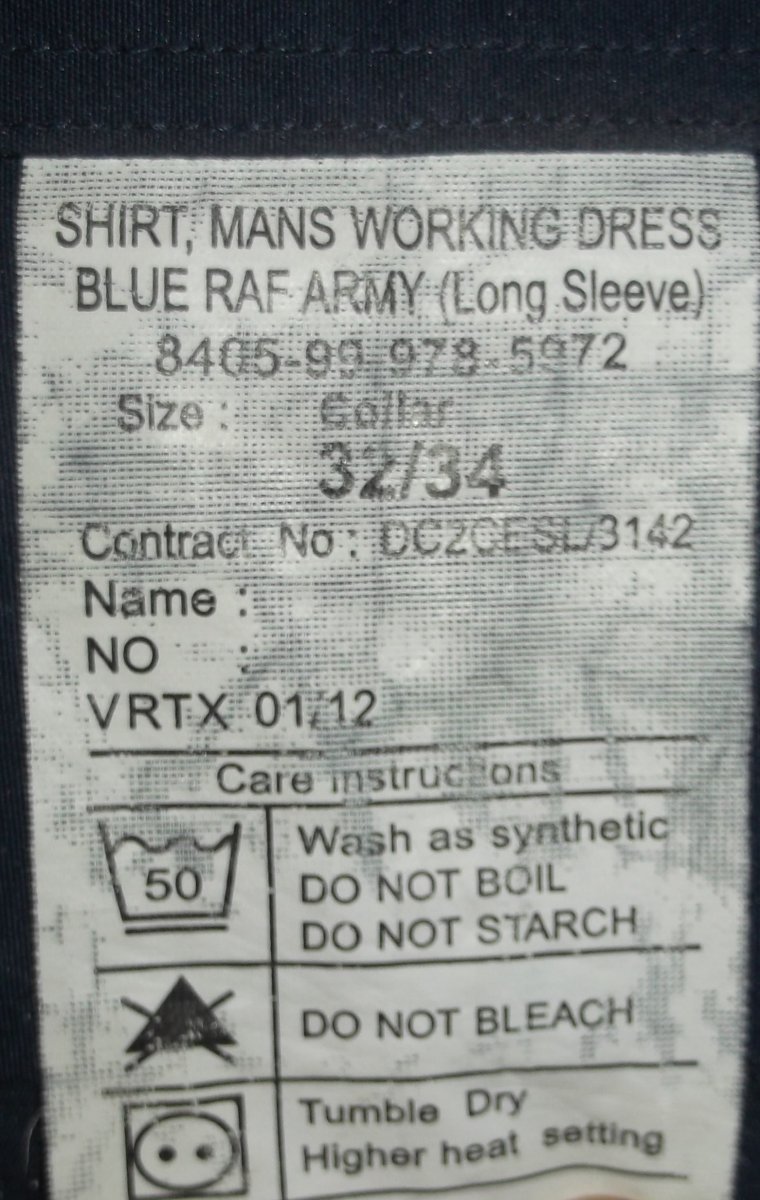 SHIRT, MANS WORKING DRESS
BLUE RAF ARMY (Long Sleeve)
8405-99-978-5972
Size : Collar
32/34
Contract No : DC2CESL/3142
Name :
NO :
VRTX 01/12
Care instructions
50
Wash as synthetic
DO NOT BOIL
DO NOT STARCH
DO NOT BLEACH
Tumble Dry
Higher heat setting